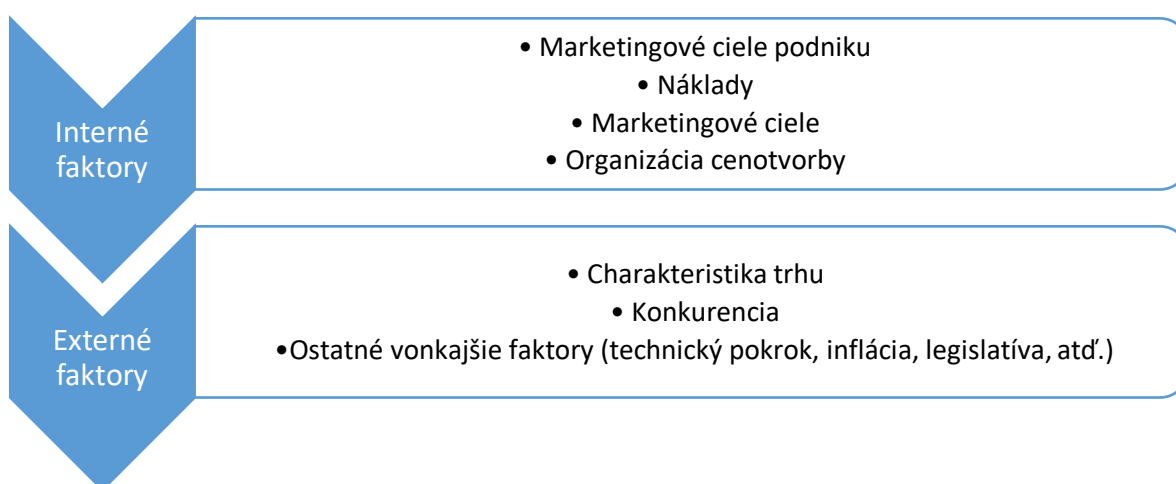 Interné
faktory
• Marketingové ciele podniku
• Náklady
• Marketingové ciele
• Organizácia cenotvorby
Externé
faktory
• Charakteristika trhu
• Konkurencia
•Ostatné vonkajšie faktory (technický pokrok, inflácia, legislatíva, atď.)